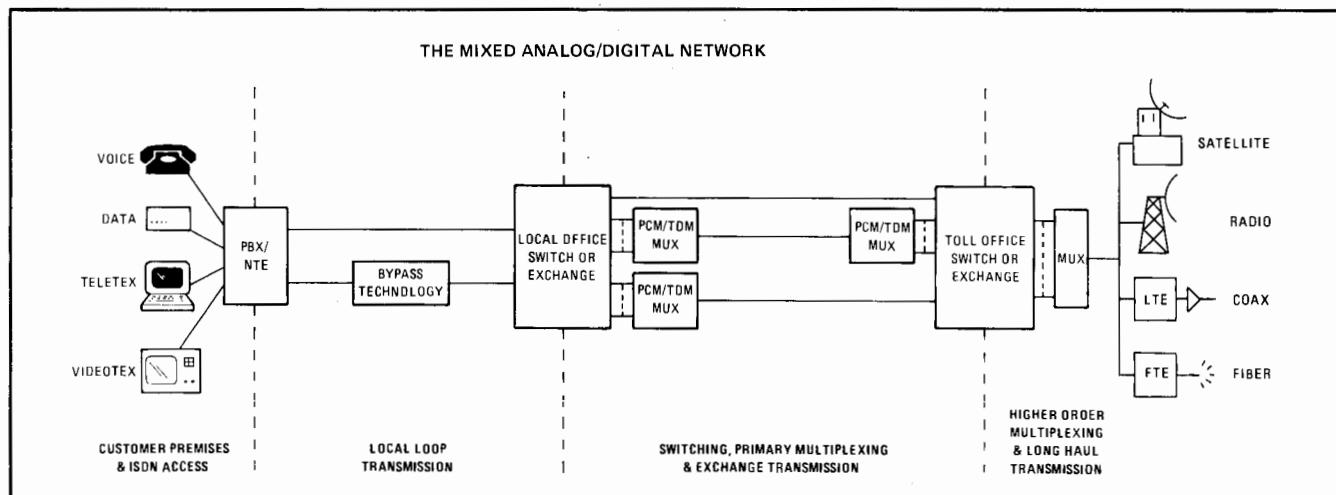 THE MIXED ANALOG/DIGITAL NETWORK
VOICE
DATA
TELETEX
VIDEOTEX
PBX/
NTE
BYPASS
TECHNOLOGY
LOCAL OFFICE
SWITCH OR
EXCHANGE
PCM/TDM
MUX
PCM/TDM
MUX
PCM/TDM
MUX
TOLL OFFICE
SWITCH OR
EXCHANGE
MUX
SATELLITE
RADIO
LTE
COAX
FTE
FIBER
CUSTOMER PREMISES
& ISDN ACCESS
LOCAL LOOP
TRANSMISSION
SWITCHING, PRIMARY MULTIPLEXING
& EXCHANGE TRANSMISSION
HIGHER ORDER
MULTIPLEXING
& LONG HAUL
TRANSMISSION